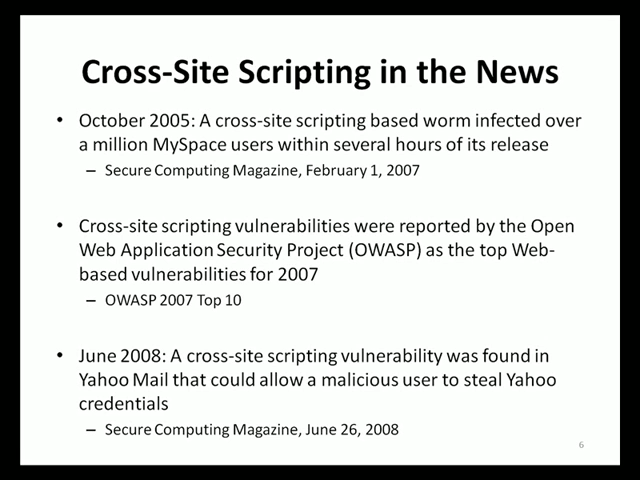 Cross-Site Scripting in the News
• October 2005: A cross-site scripting based worm infected over
a million MySpace users within several hours of its release
– Secure Computing Magazine, February 1, 2007
• Cross-site scripting vulnerabilities were reported by the Open
Web Application Security Project (OWASP) as the top Web-
based vulnerabilities for 2007
– OWASP 2007 Top 10
• June 2008: A cross-site scripting vulnerability was found in
Yahoo Mail that could allow a malicious user to steal Yahoo
credentials
– Secure Computing Magazine, June 26, 2008
6